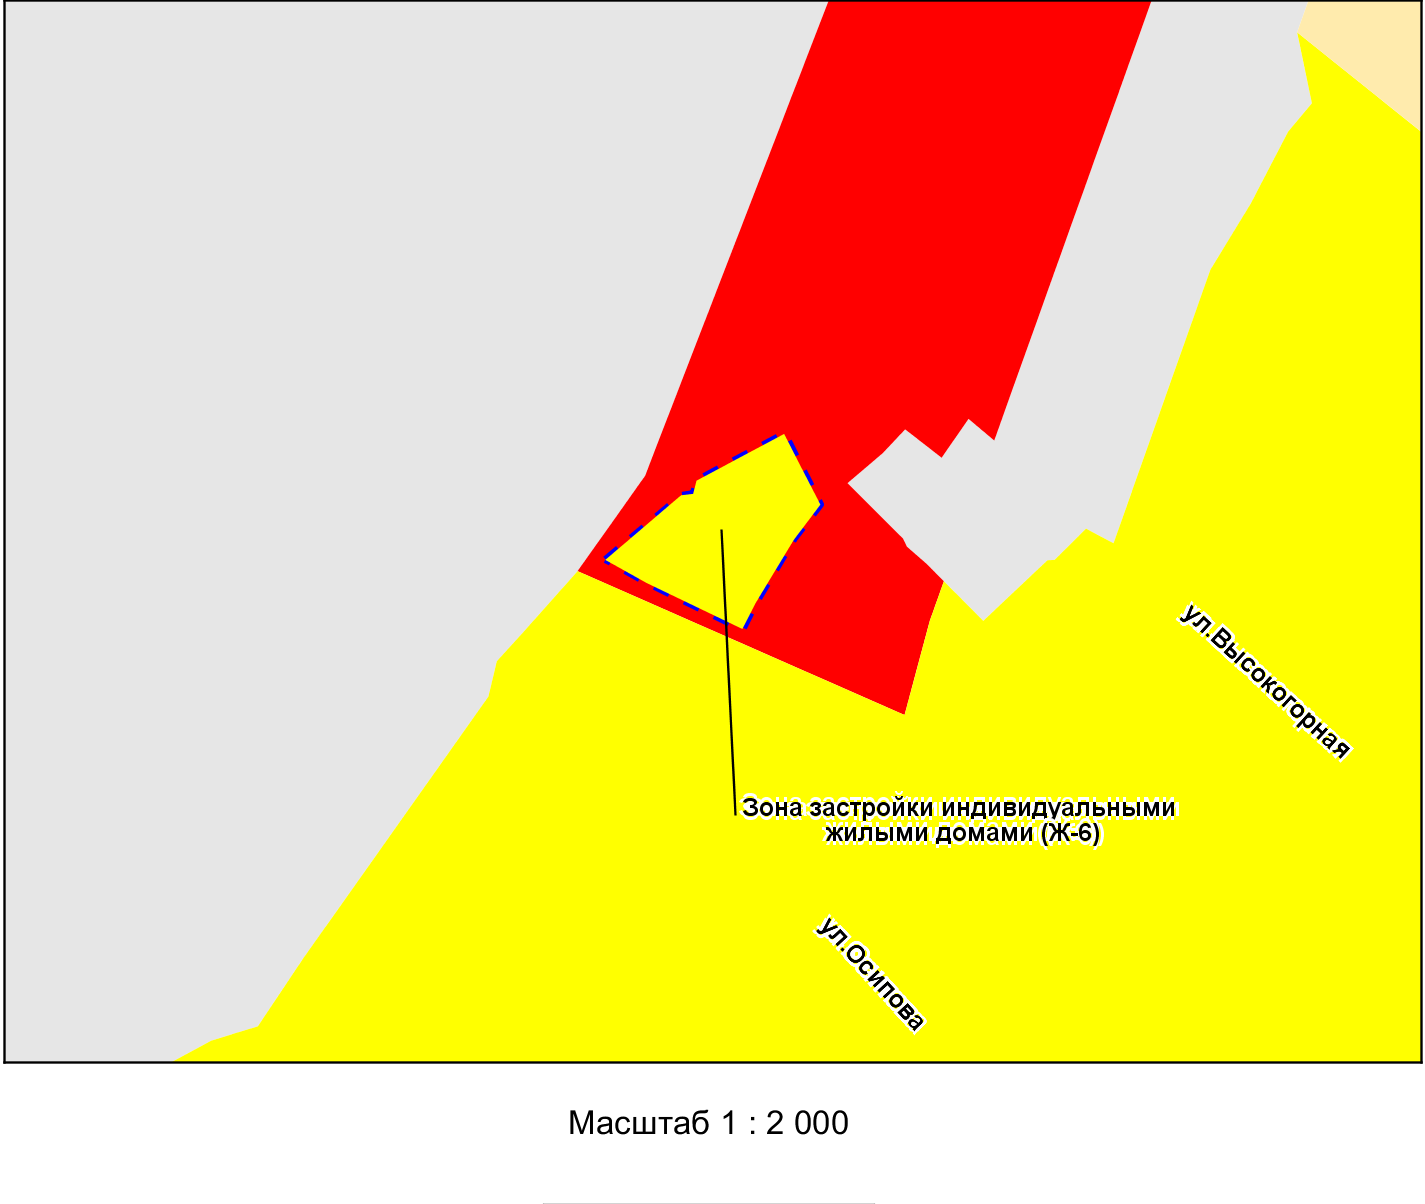 ул.Высокогорная
Зона застройки индивидуальными
жилыми домами (Ж-6)
ул.Осипова
Масштаб 1 : 2 000